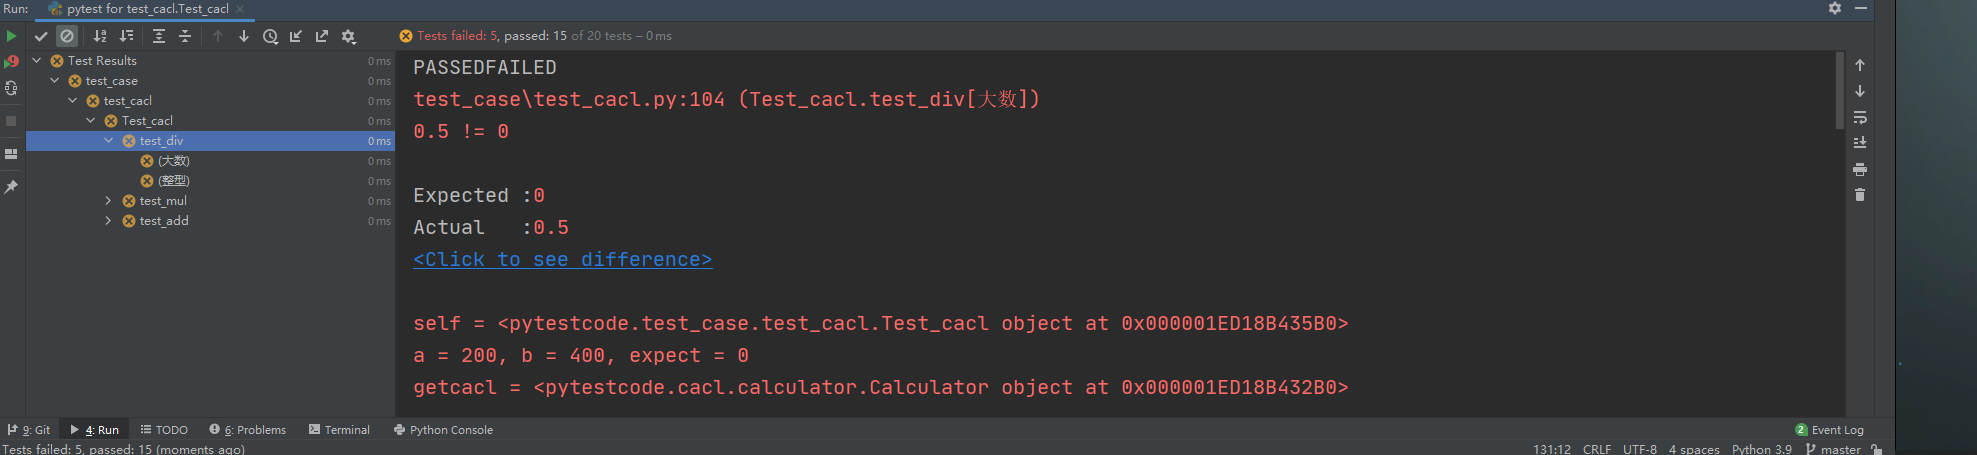 Run: pytest for test_cacl.Test_cacl
Tests failed: 5, passed: 15 of 20 tests – 0 ms
Test Results 0 ms
test_case 0 ms
test_cacl 0 ms
Test_cacl 0 ms
test_div 0 ms
(大数) 0 ms
(整型) 0 ms
test_mul 0 ms
test_add 0 ms
PASSEDFAILED
test_case\test_cacl.py:104 (Test_cacl.test_div[大数])
0.5 != 0
Expected :0
Actual   :0.5
<Click to see difference>
self = <pytestcode.test_case.test_cacl.Test_cacl object at 0x000001ED18B435B0>
a = 200, b = 400, expect = 0
getcacl = <pytestcode.cacl.calculator.Calculator object at 0x000001ED18B432B0>
9: Git 4: Run TODO 6: Problems Terminal Python Console 2 Event Log
Tests failed: 5, passed: 15 (moments ago) 131:12 CRLF UTF-8 4 spaces Python 3.9 master